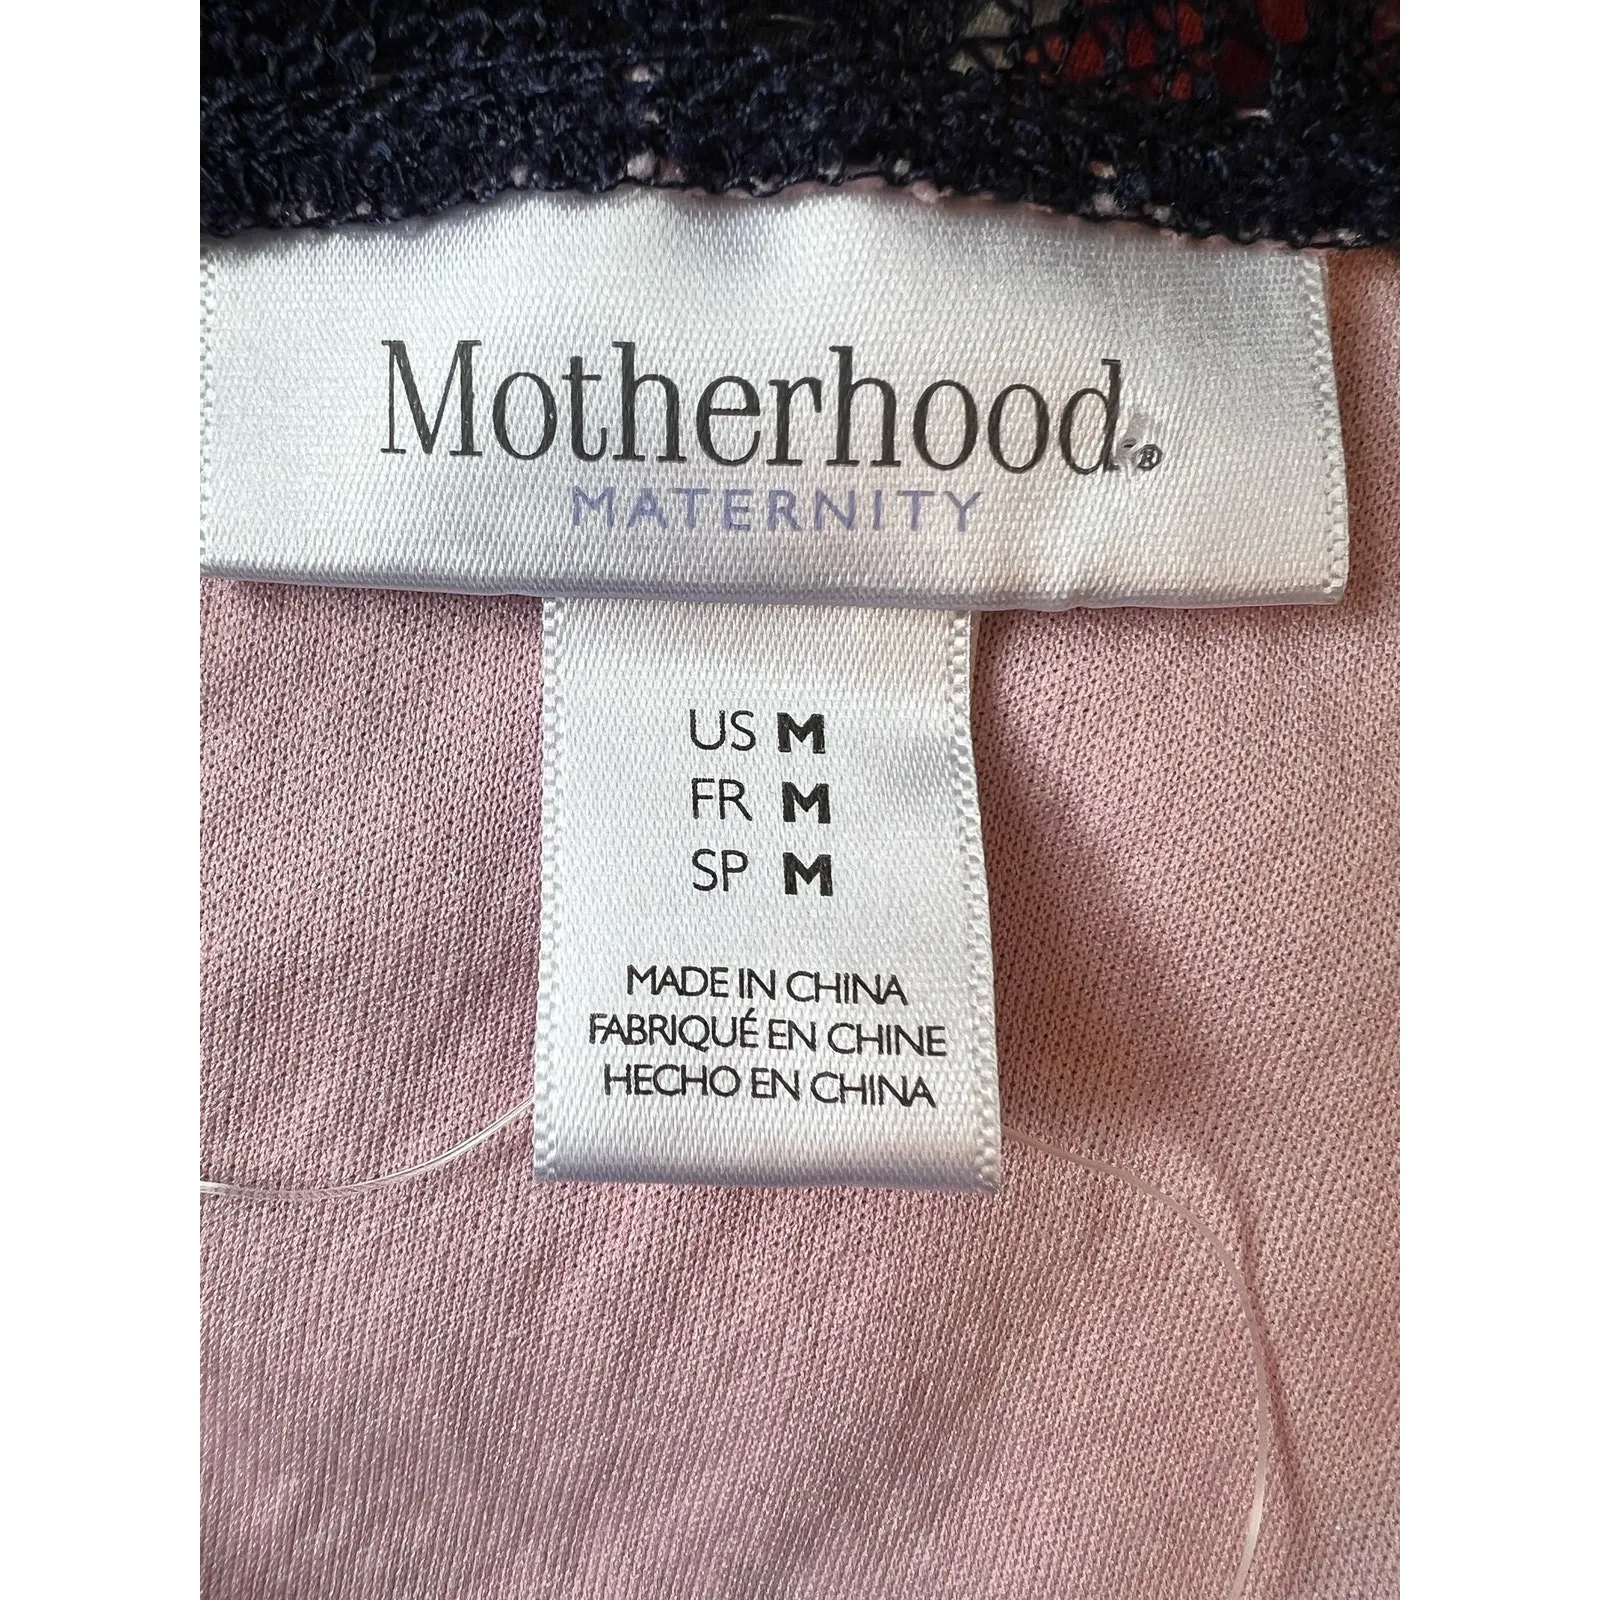 Motherhood®
MATERNITY
US M
FR M
SP M
MADE IN CHINA
FABRIQUÉ EN CHINE
HECHO EN CHINA